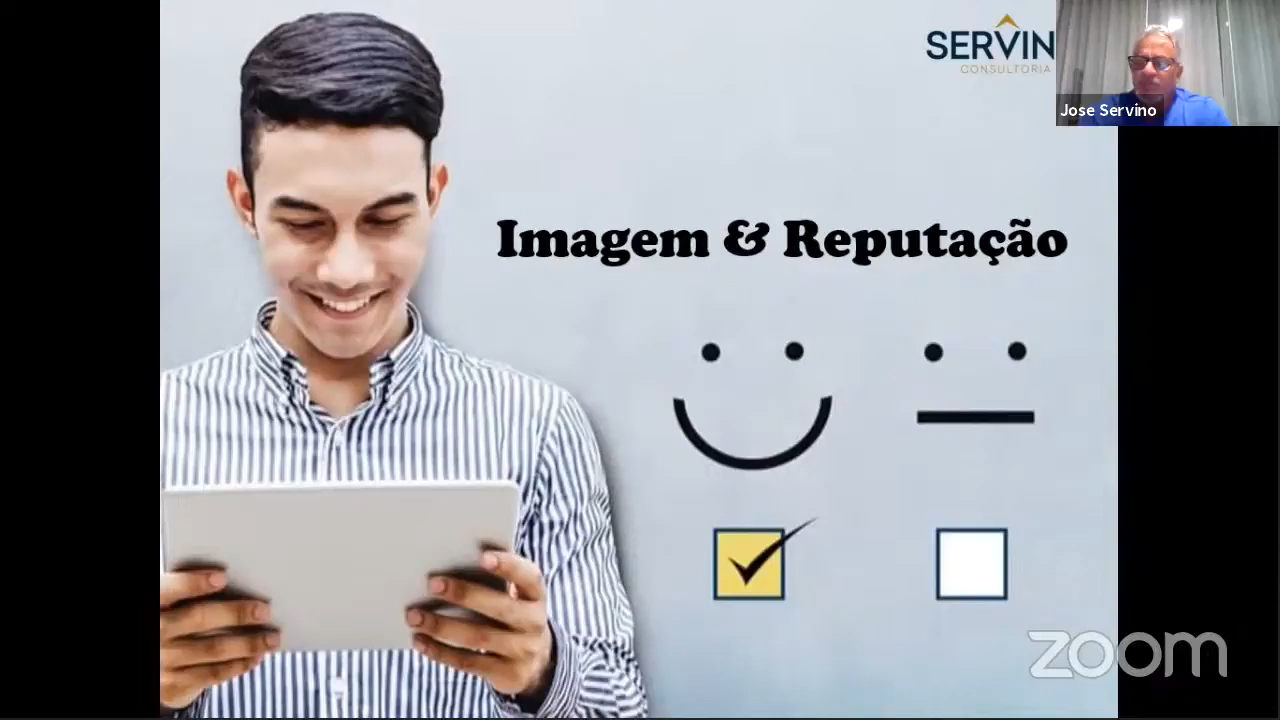 SERVIN
CONSULTORIA
Jose Servino
Imagem & Reputação
zoom